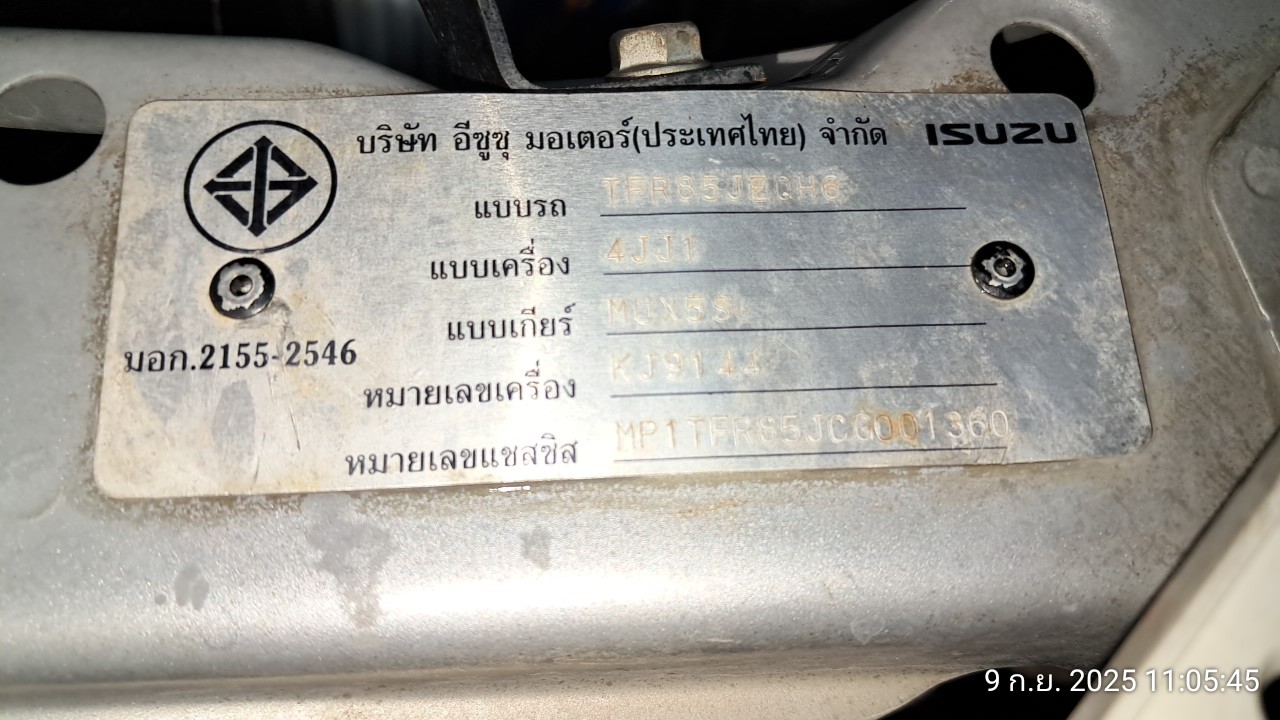 บริษัท อีซูซุ มอเตอร์(ประเทศไทย) จำกัด ISUZU
แบบรถ
แบบเครื่อง 4JJ1
แบบเกียร์
มอก.2155-2546
หมายเลขเครื่อง
หมายเลขแชสซิส MP1TFR85JCG001360
9 ก.ย. 2025 11:05:45